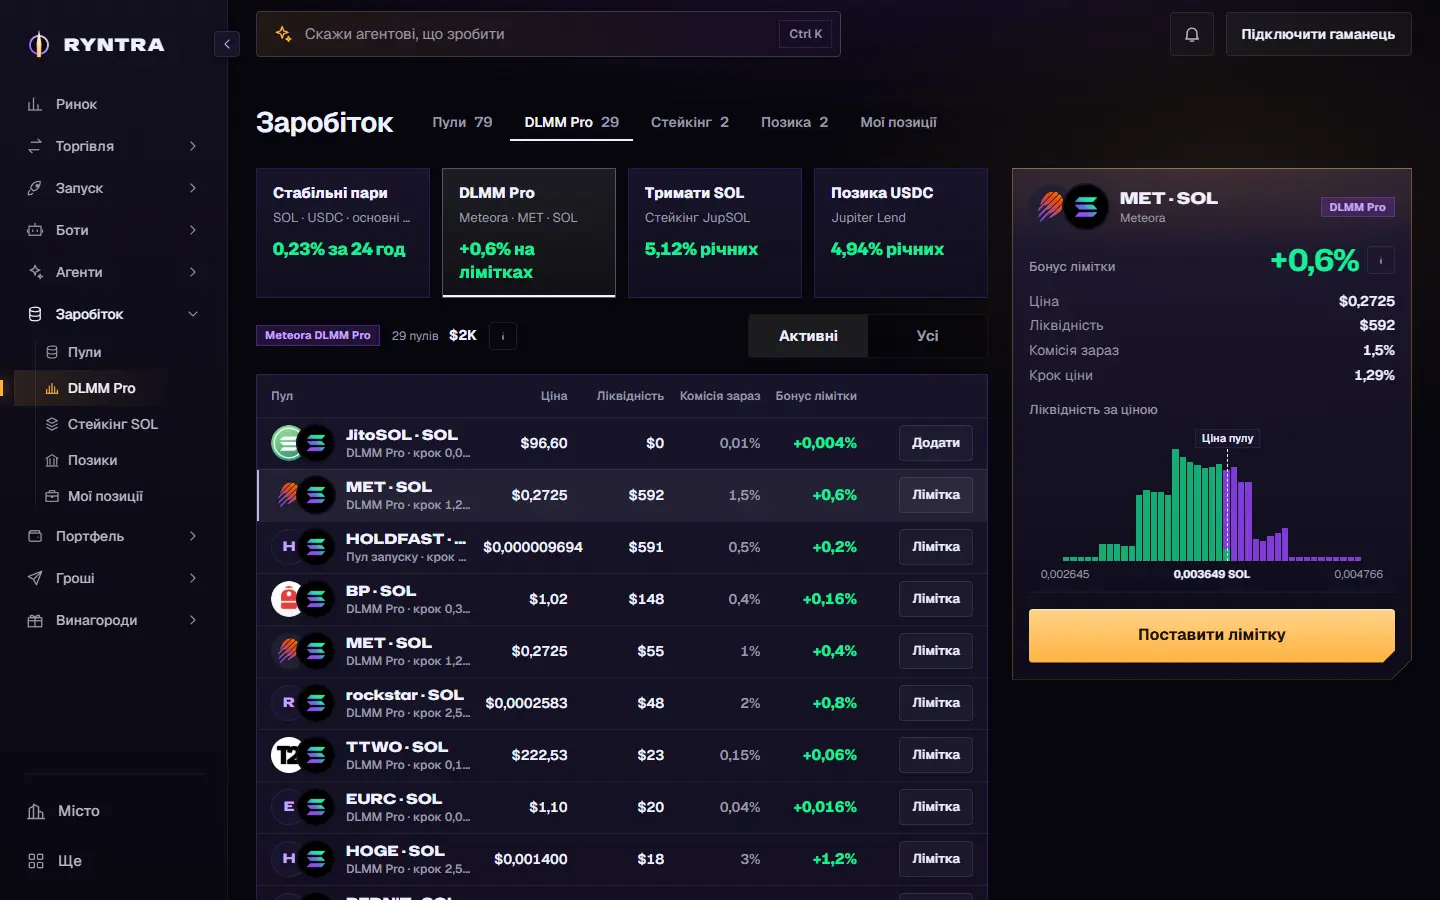 RYNTRA
Скажи агентові, що зробити
Ctrl K
Підключити гаманець
Ринок
Торгівля
Запуск
Боти
Агенти
Заробіток
Пули
DLMM Pro
Стейкінг SOL
Позики
Мої позиції
Портфель
Гроші
Винагороди
Місто
Ще
Заробіток
Пули 79
DLMM Pro 29
Стейкінг 2
Позика 2
Мої позиції
Стабільні пари
SOL · USDC · основні ...
0,23% за 24 год
DLMM Pro
Meteora · MET · SOL
+0,6% на
лімітках
Тримати SOL
Стейкінг JupSOL
5,12% річних
Позика USDC
Jupiter Lend
4,94% річних
Meteora DLMM Pro
29 пулів $2K
i
Активні
Усі
Пул Ціна Ліквідність Комісія зараз Бонус лімітки
JitoSOL · SOL
DLMM Pro · крок 0,0...
$96,60 $0 0,01% +0,004% Додати
MET · SOL
DLMM Pro · крок 1,2...
$0,2725 $592 1,5% +0,6% Лімітка
H
HOLDFAST · ...
Пул запуску · крок ...
$0,000009694 $591 0,5% +0,2% Лімітка
BP · SOL
DLMM Pro · крок 0,3...
$1,02 $148 0,4% +0,16% Лімітка
MET · SOL
DLMM Pro · крок 1,2...
$0,2725 $55 1% +0,4% Лімітка
R
rockstar · SOL
DLMM Pro · крок 2,5...
$0,0002583 $48 2% +0,8% Лімітка
T2
TTWO · SOL
DLMM Pro · крок 0,1...
$222,53 $23 0,15% +0,06% Лімітка
E
EURC · SOL
DLMM Pro · крок 0,0...
$1,10 $20 0,04% +0,016% Лімітка
H
HOGE · SOL
DLMM Pro · крок 2,5...
$0,001400 $18 3% +1,2% Лімітка
MET · SOL
Meteora
DLMM Pro
Бонус лімітки +0,6% i
Ціна $0,2725
Ліквідність $592
Комісія зараз 1,5%
Крок ціни 1,29%
Ліквідність за ціною
Ціна пулу
0,002645 0,003649 SOL 0,004766
Поставити лімітку